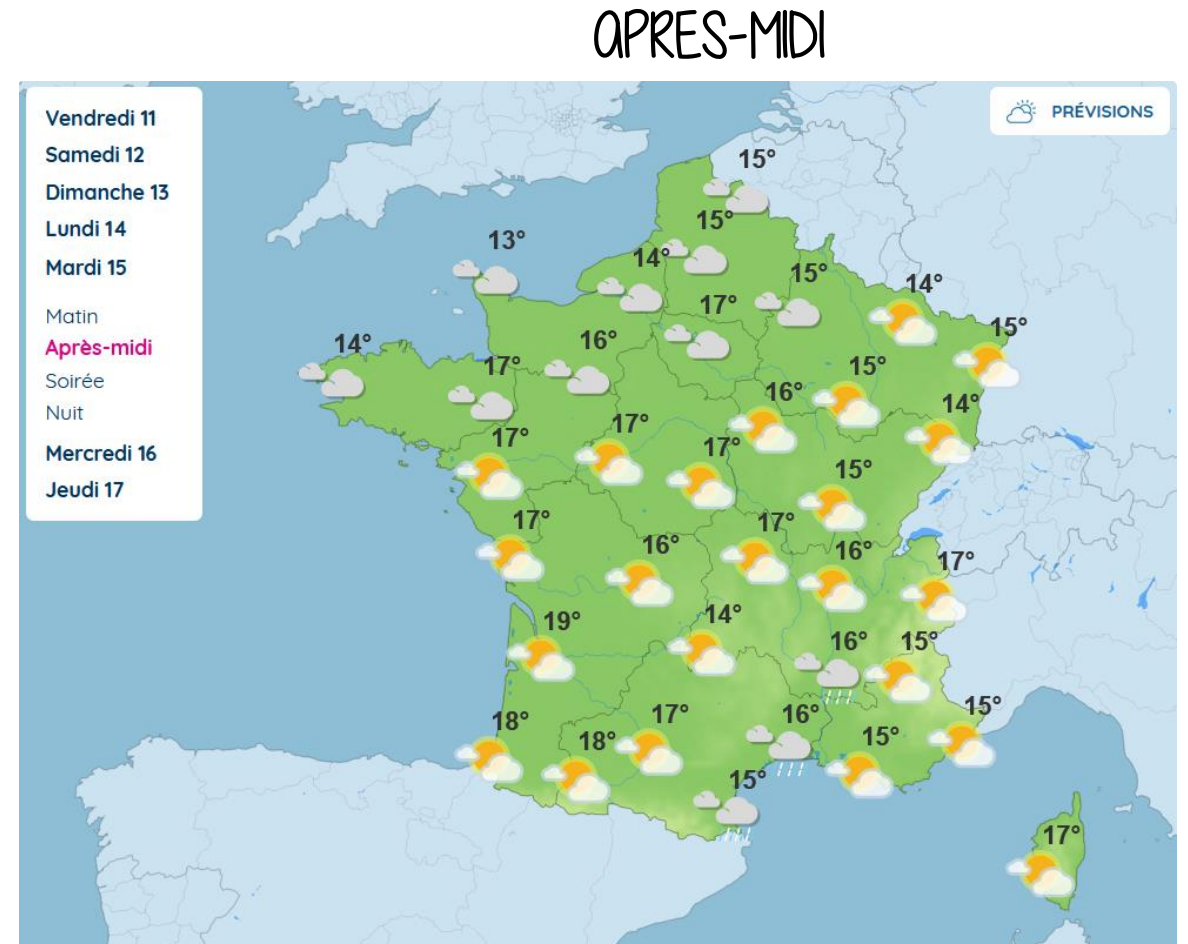 APRES-MIDI
Vendredi 11
Samedi 12
Dimanche 13
Lundi 14
Mardi 15
Matin
Après-midi
Soirée
Nuit
Mercredi 16
Jeudi 17
PRÉVISIONS
15°
15°
13°
14°
15°
14°
17°
15°
16°
14°
17°
15°
16°
14°
17°
17°
17°
15°
17°
17°
16°
16°
17°
19°
14°
16°
15°
18°
18°
17°
16°
15°
15°
15°
17°